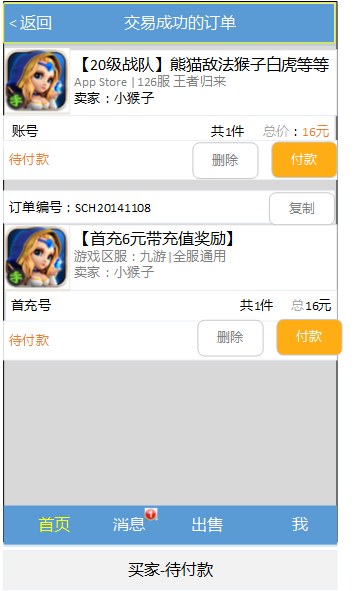 < 返回 交易成功的订单
【20级战队】熊猫敌法猴子白虎等等
App Store | 126服 王者归来
卖家：小猴子
手
账号 共1件 总价：16元
待付款 删除 付款
订单编号：SCH20141108 复制
【首充6元带充值奖励】
游戏区服：九游|全服通用
卖家：小猴子
手
首充号 共1件 总16元
待付款 删除 付款
首页 消息 1 出售 我
买家-待付款